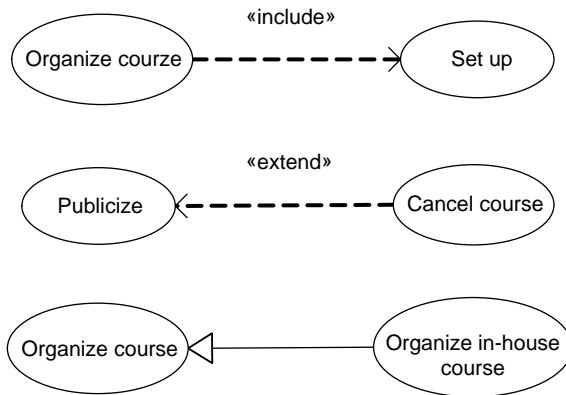 «include»
Organize courze
Set up
«extend»
Publicize
Cancel course
Organize course
Organize in-house
course